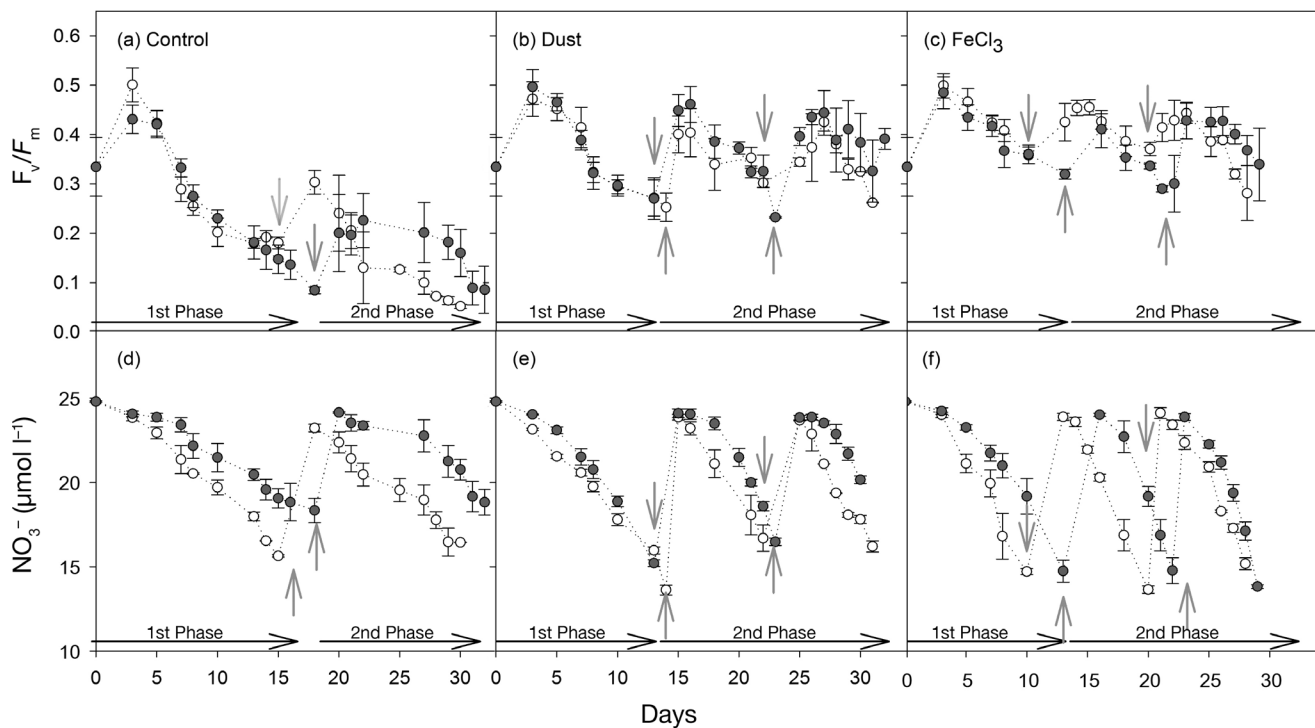 (a) Control
(b) Dust
(c) FeCl₃
Fᵥ/Fₘ
0.6
0.5
0.4
0.3
0.2
0.1
0.0
1st Phase
2nd Phase
1st Phase
2nd Phase
1st Phase
2nd Phase
(d)
(e)
(f)
NO₃⁻ (µmol l⁻¹)
25
20
15
10
1st Phase
2nd Phase
1st Phase
2nd Phase
1st Phase
2nd Phase
0 5 10 15 20 25 30
0 5 10 15 20 25 30
0 5 10 15 20 25 30
Days